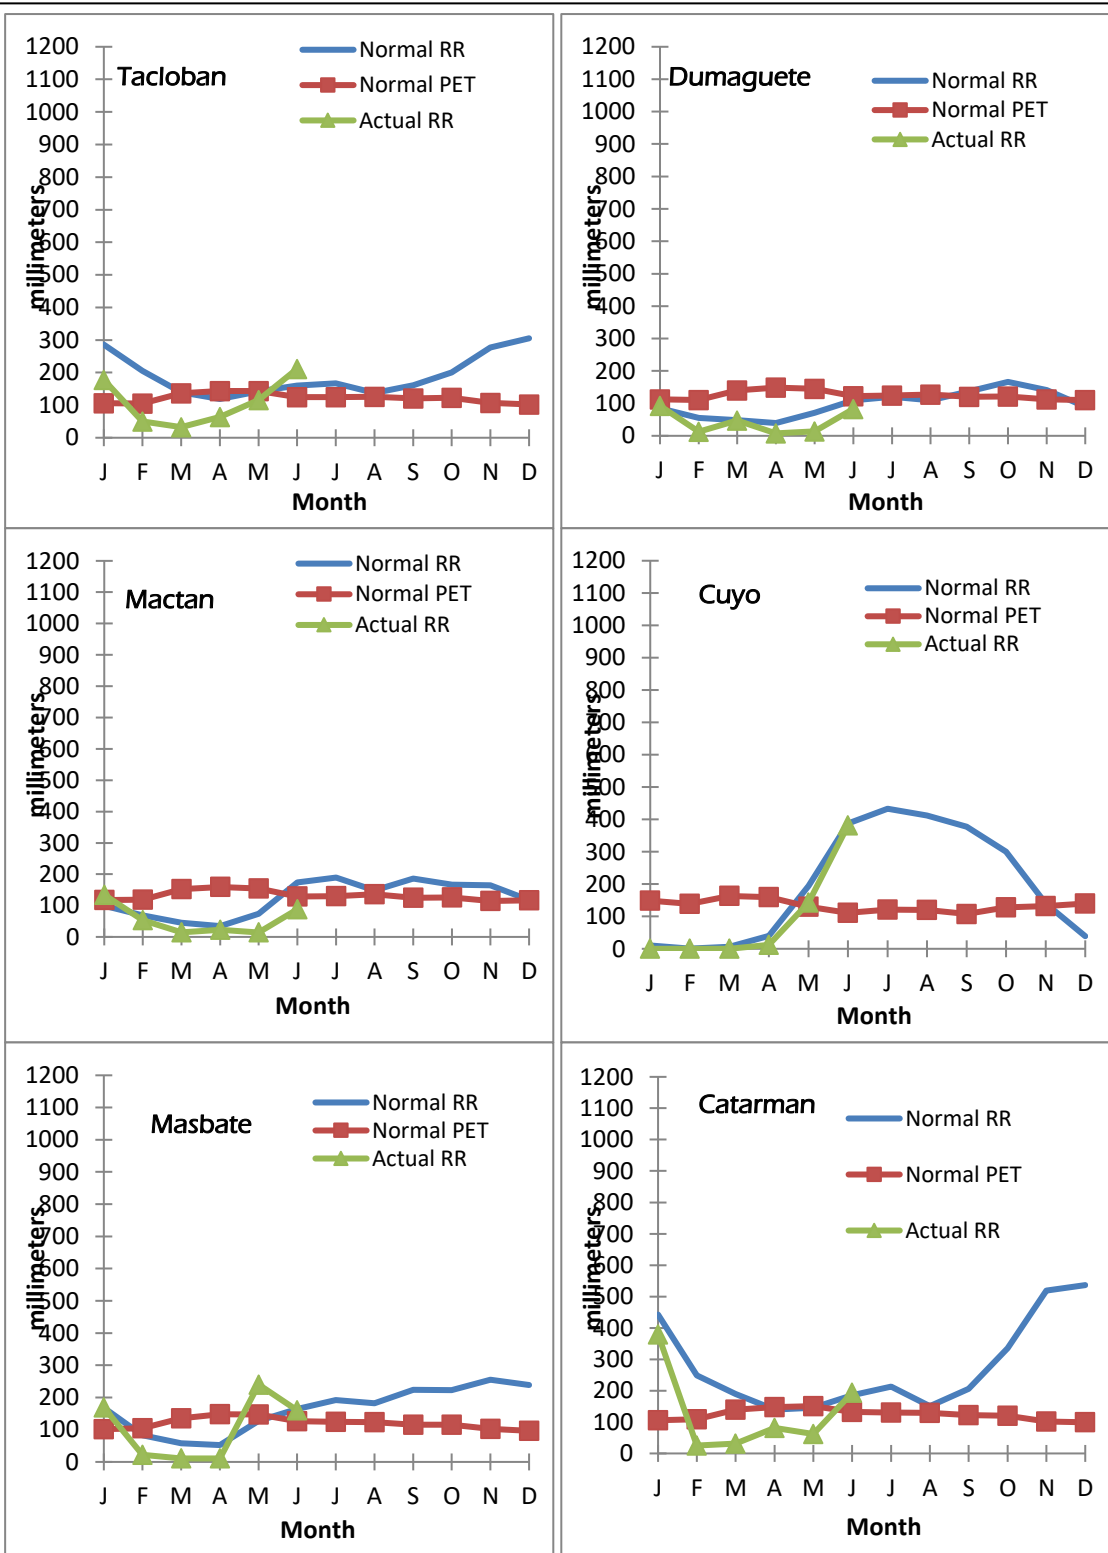 Tacloban
Normal RR
Normal PET
Actual RR
millimeters
1200
1100
1000
900
800
700
600
500
400
300
200
100
0
J F M A M J J A S O N D
Month
Dumaguete
Normal RR
Normal PET
Actual RR
millimeters
1200
1100
1000
900
800
700
600
500
400
300
200
100
0
J F M A M J J A S O N D
Month
Mactan
Normal RR
Normal PET
Actual RR
millimeters
1200
1100
1000
900
800
700
600
500
400
300
200
100
0
J F M A M J J A S O N D
Month
Cuyo
Normal RR
Normal PET
Actual RR
millimeters
1200
1100
1000
900
800
700
600
500
400
300
200
100
0
J F M A M J J A S O N D
Month
Masbate
Normal RR
Normal PET
Actual RR
millimeters
1200
1100
1000
900
800
700
600
500
400
300
200
100
0
J F M A M J J A S O N D
Month
Catarman
Normal RR
Normal PET
Actual RR
millimeters
1200
1100
1000
900
800
700
600
500
400
300
200
100
0
J F M A M J J A S O N D
Month